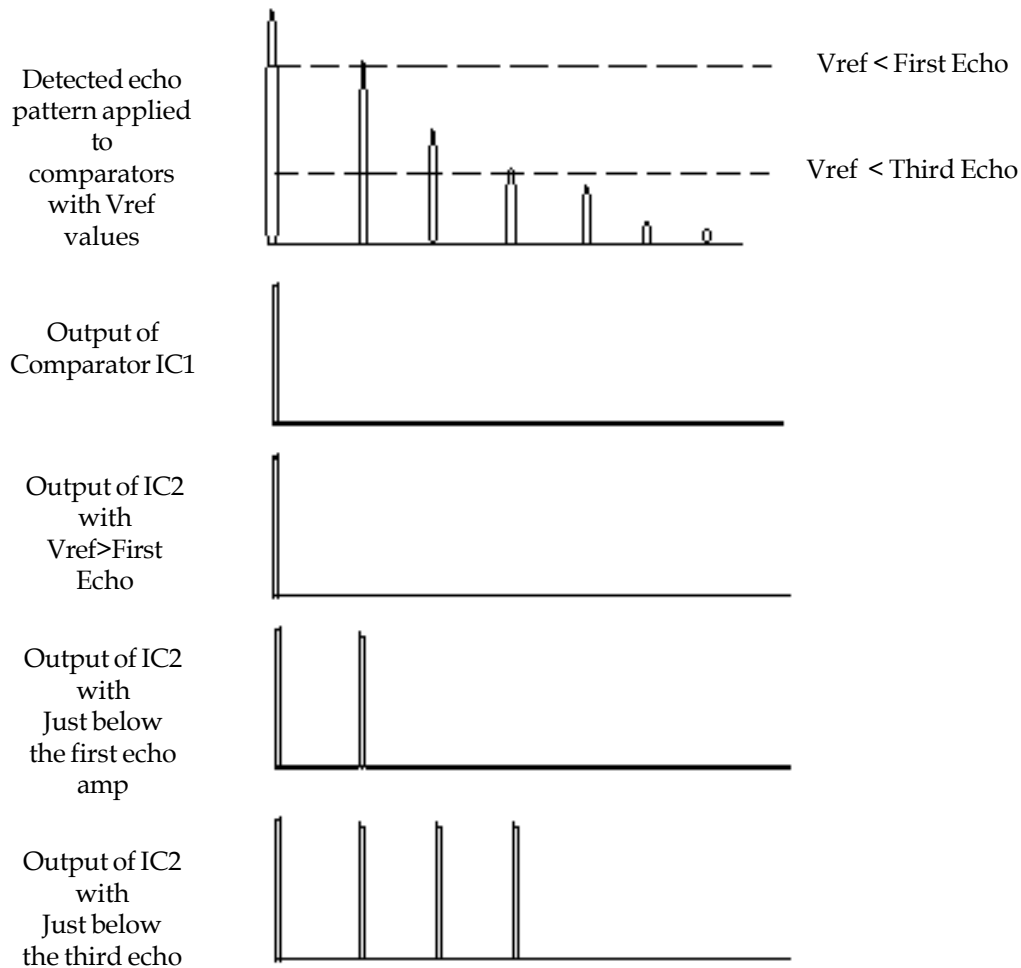 Detected echo
pattern applied
to
comparators
with Vref
values
Vref < First Echo
Vref < Third Echo
Output of
Comparator IC1
Output of IC2
with
Vref>First
Echo
Output of IC2
with
Just below
the first echo
amp
Output of IC2
with
Just below
the third echo